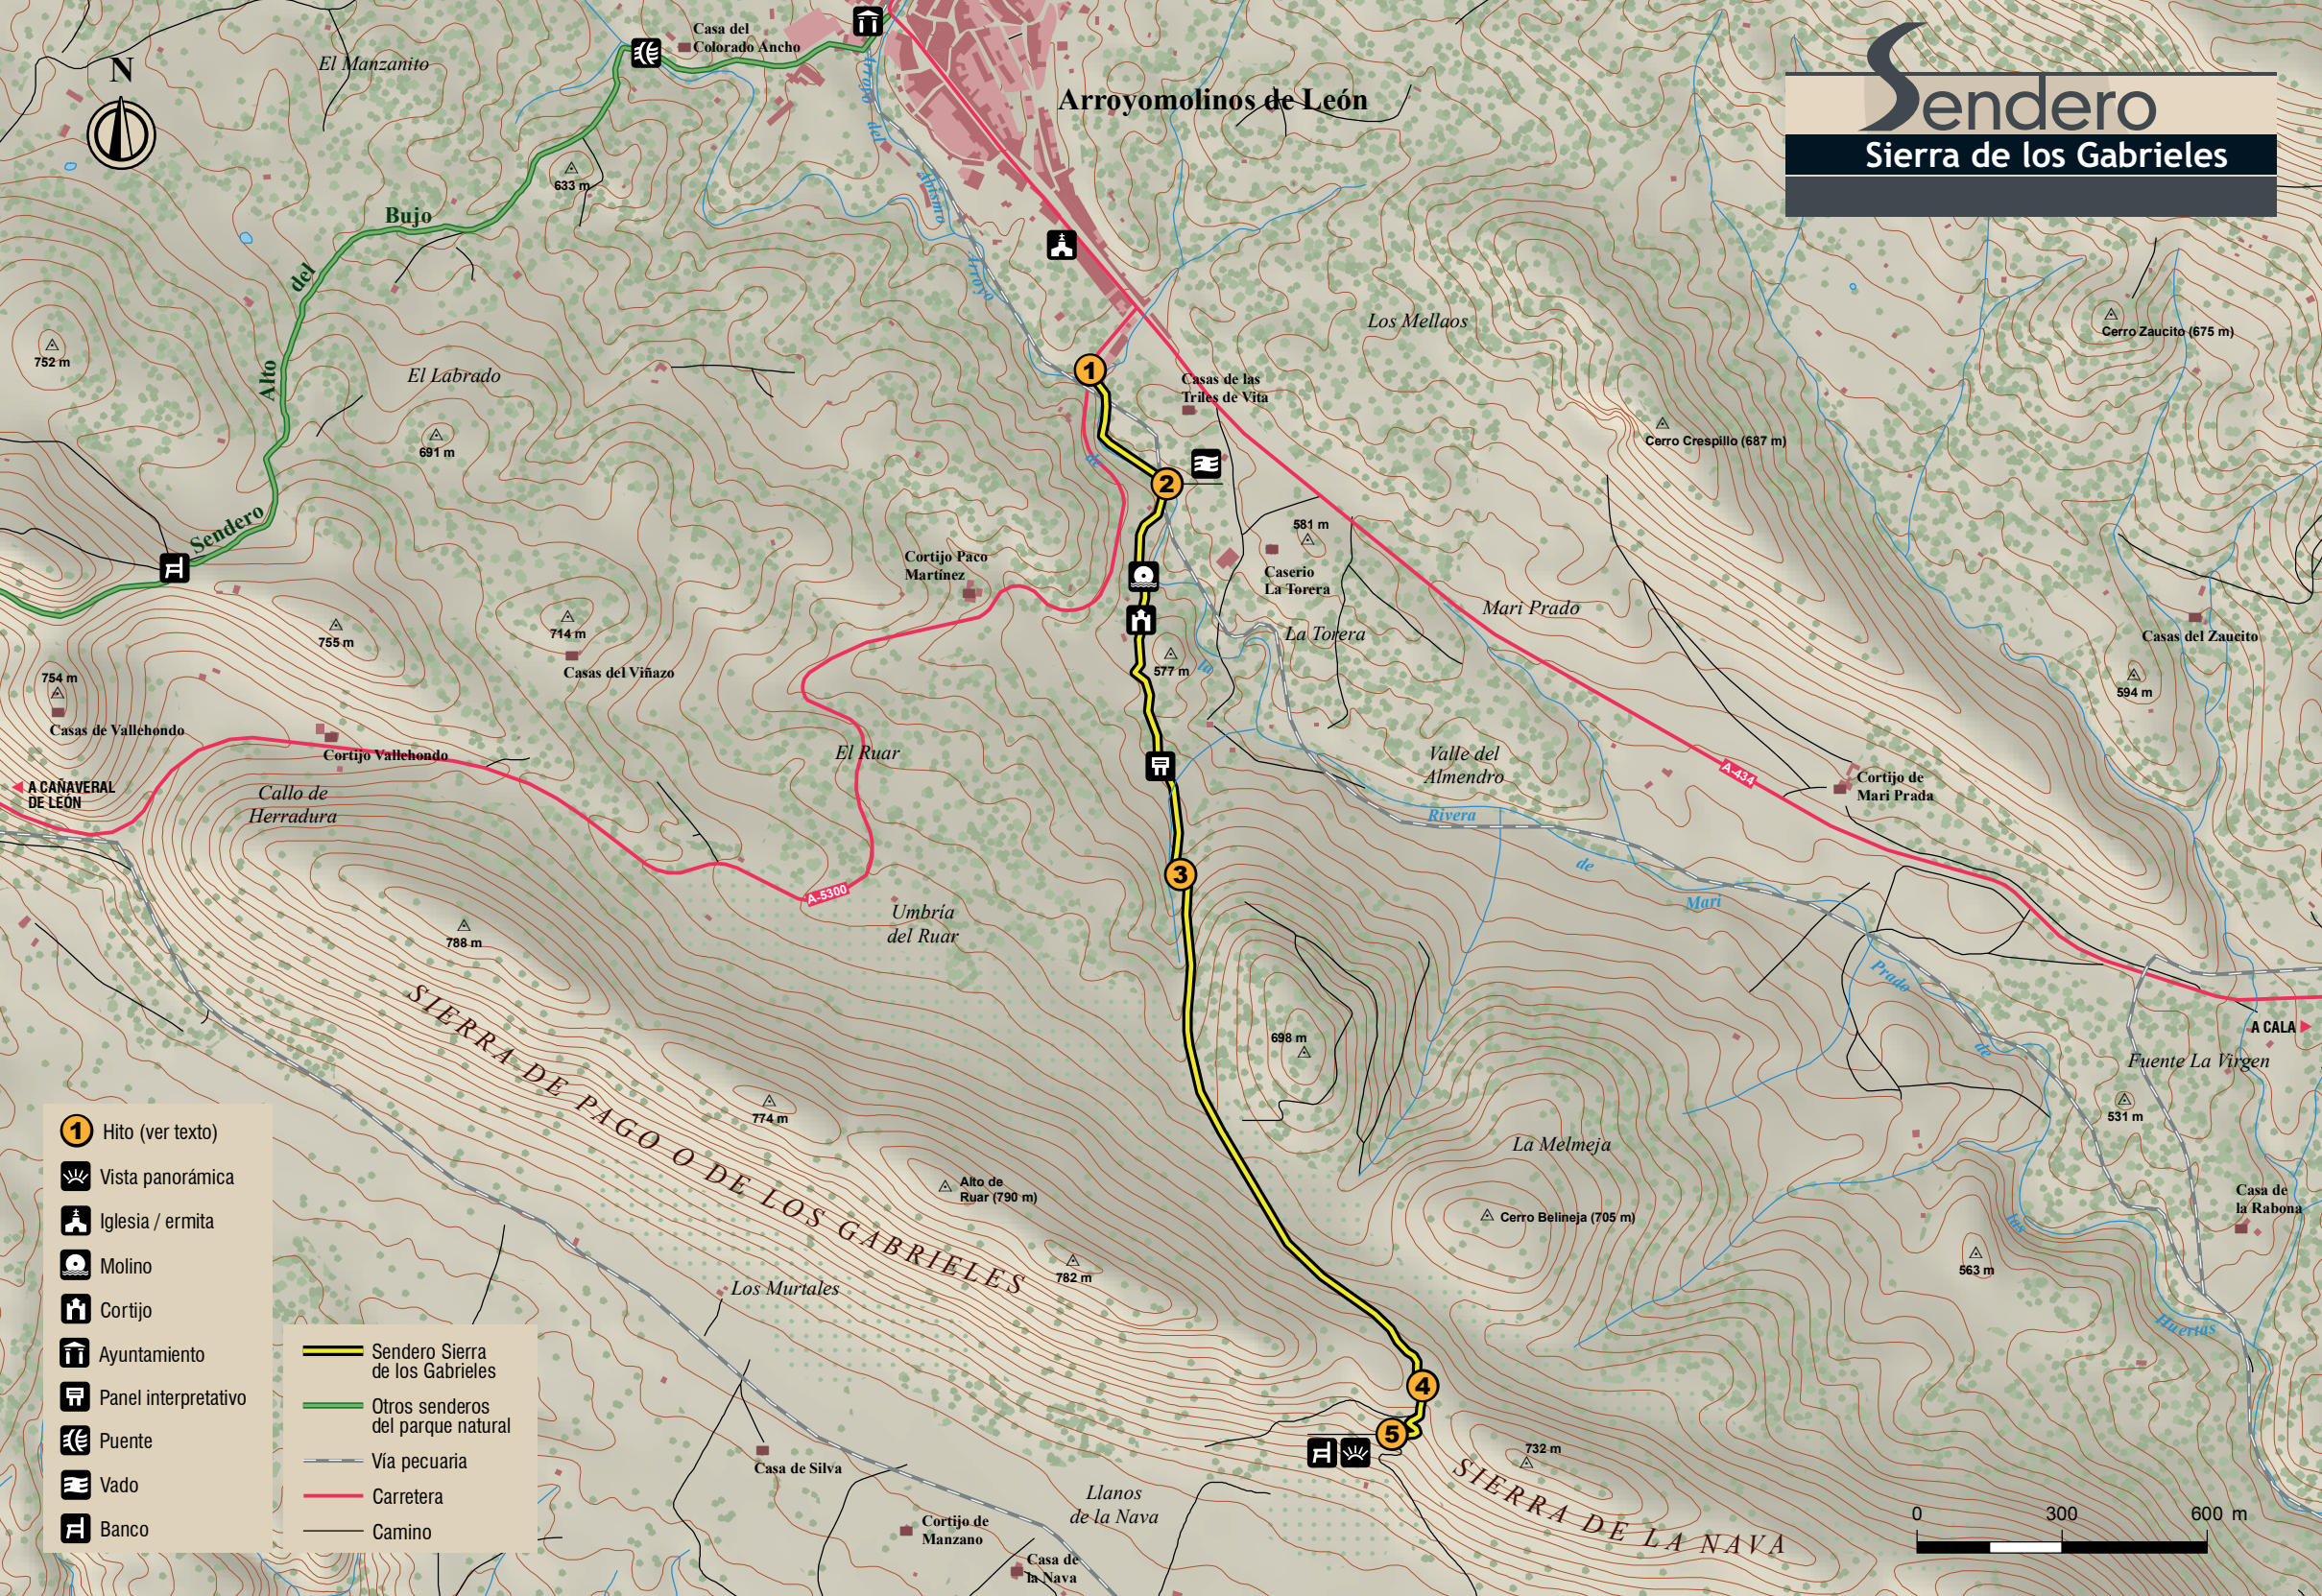 Sendero
Sierra de los Gabrieles
N
El Manzanito
Casa del
Colorado Ancho
Arroyomolinos de León
Arroyo
del
Abismo
Arroyo
de
la
633 m
Bujo
del
Alto
Sendero
752 m
El Labrado
691 m
Los Mellaos
Cerro Zaucito (675 m)
1
Casas de las
Triles de Vita
Cerro Crespillo (687 m)
2
581 m
Cortijo Paco
Martínez
Caserio
La Torera
Mari Prado
La Torera
577 m
755 m
714 m
Casas del Viñazo
754 m
Casas de Vallehondo
Cortijo Vallehondo
Casas del Zaucito
594 m
A CAÑAVERAL
DE LEÓN
Callo de
Herradura
El Ruar
Valle del
Almendro
A-434
Cortijo de
Mari Prada
Rivera
de
Mari
Prado
de
las
Huertas
A-5300
3
Umbría
del Ruar
788 m
SIERRA DE PAGO O DE LOS GABRIELES
698 m
A CALA
Fuente La Virgen
531 m
774 m
La Melmeja
Alto de
Ruar (790 m)
Cerro Belineja (705 m)
Casa de
la Rabona
563 m
782 m
Los Murtales
4
5
732 m
SIERRA DE LA NAVA
Casa de Silva
Llanos
de la Nava
Cortijo de
Manzano
Casa de
la Nava
1 Hito (ver texto)
Vista panorámica
Iglesia / ermita
Molino
Cortijo
Ayuntamiento
Panel interpretativo
Puente
Vado
Banco
Sendero Sierra
de los Gabrieles
Otros senderos
del parque natural
Vía pecuaria
Carretera
Camino
0 300 600 m